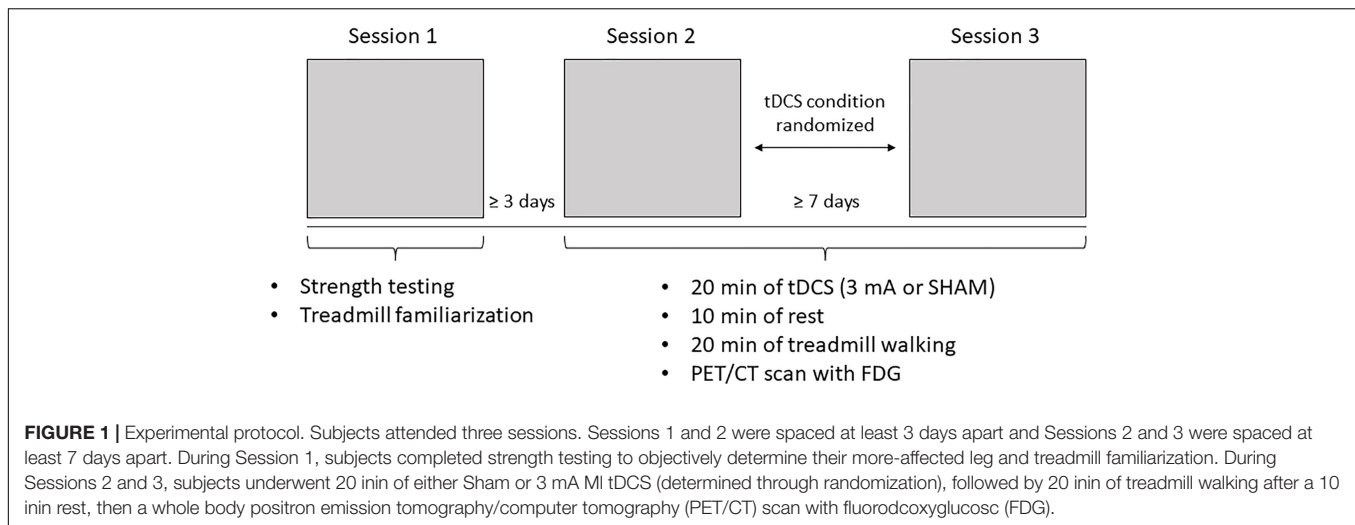 Session 1
Session 2
Session 3
tDCS condition
randomized
≥ 3 days
≥ 7 days
• Strength testing
• Treadmill familiarization
• 20 min of tDCS (3 mA or SHAM)
• 10 min of rest
• 20 min of treadmill walking
• PET/CT scan with FDG
FIGURE 1 | Experimental protocol. Subjects attended three sessions. Sessions 1 and 2 were spaced at least 3 days apart and Sessions 2 and 3 were spaced at
least 7 days apart. During Session 1, subjects completed strength testing to objectively determine their more-affected leg and treadmill familiarization. During
Sessions 2 and 3, subjects underwent 20 inin of either Sham or 3 mA MI tDCS (determined through randomization), followed by 20 inin of treadmill walking after a 10
inin rest, then a whole body positron emission tomography/computer tomography (PET/CT) scan with fluorodcoxyglucosc (FDG).